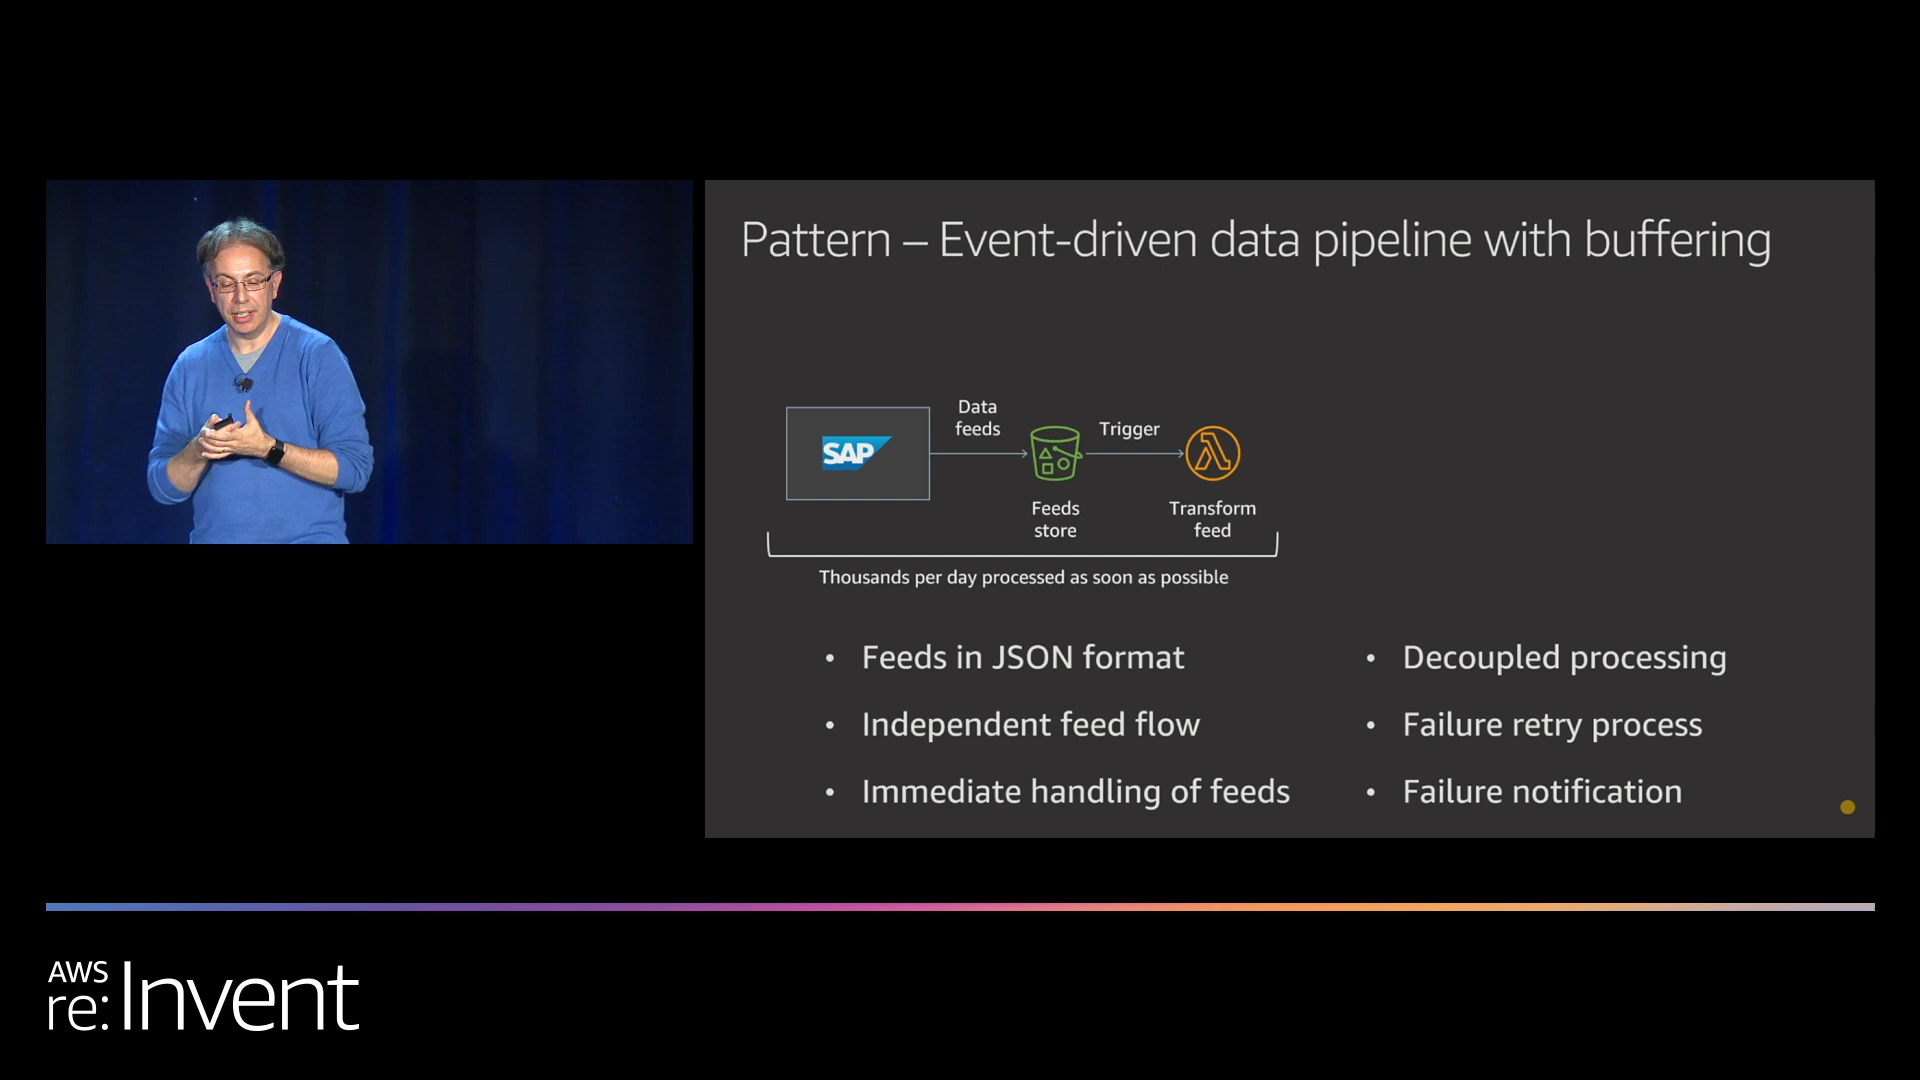 Pattern – Event-driven data pipeline with buffering
SAP
Data
feeds
Feeds
store
Trigger
Transform
feed
Thousands per day processed as soon as possible
• Feeds in JSON format
• Independent feed flow
• Immediate handling of feeds
• Decoupled processing
• Failure retry process
• Failure notification
AWS
re:Invent